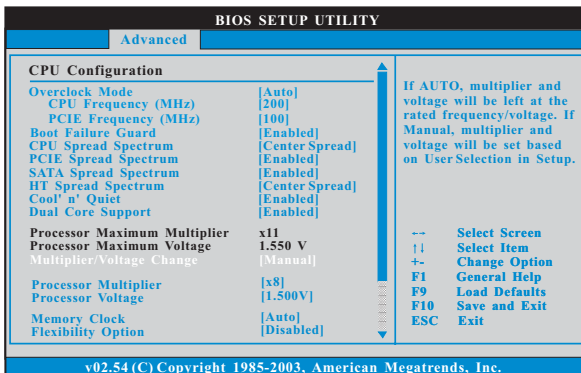 BIOS SETUP UTILITY
Advanced
CPU Configuration
Overclock Mode [Auto]
CPU Frequency (MHz) [200]
PCIE Frequency (MHz) [100]
Boot Failure Guard [Enabled]
CPU Spread Spectrum [Center Spread]
PCIE Spread Spectrum [Enabled]
SATA Spread Spectrum [Enabled]
HT Spread Spectrum [Center Spread]
Cool' n' Quiet [Enabled]
Dual Core Support [Enabled]
Processor Maximum Multiplier x11
Processor Maximum Voltage 1.550 V
Multiplier/Voltage Change [Manual]
Processor Multiplier [x8]
Processor Voltage [1.500V]
Memory Clock [Auto]
Flexibility Option [Disabled]
If AUTO, multiplier and
voltage will be left at the
rated frequency/voltage. If
Manual, multiplier and
voltage will be set based
on User Selection in Setup.
←→ Select Screen
↑↓ Select Item
+- Change Option
F1 General Help
F9 Load Defaults
F10 Save and Exit
ESC Exit
v02.54 (C) Copyright 1985-2003, American Megatrends, Inc.